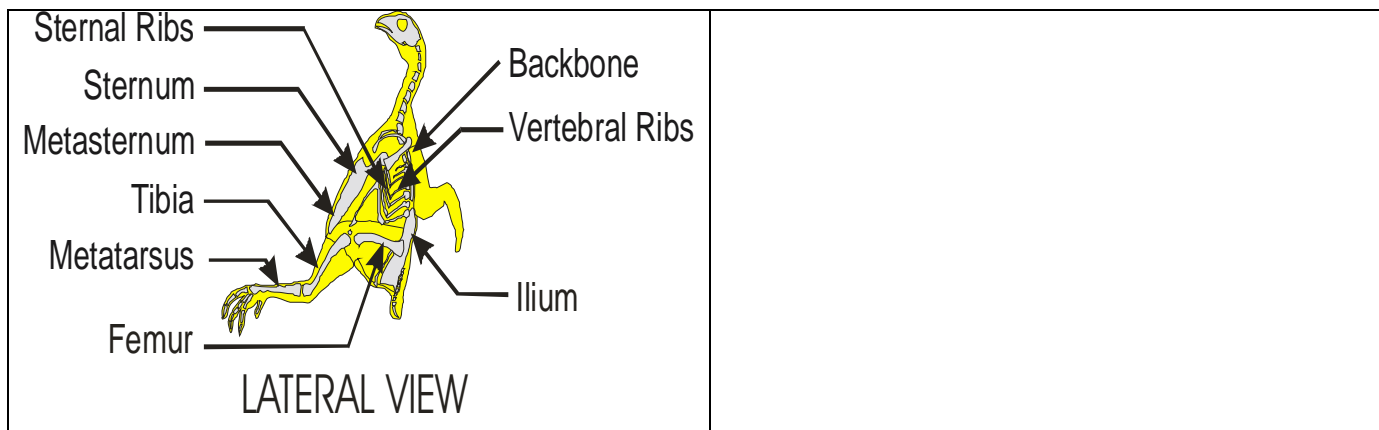 Sternal Ribs
Sternum
Metasternum
Tibia
Metatarsus
Femur
Backbone
Vertebral Ribs
Ilium
LATERAL VIEW